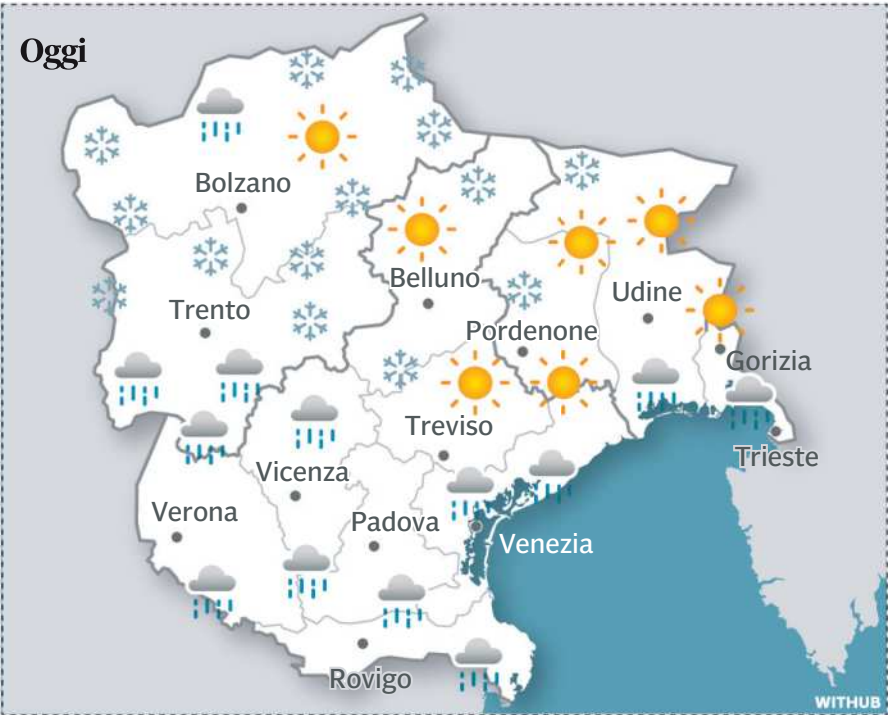 Oggi
Bolzano
Belluno
Trento
Udine
Pordenone
Gorizia
Treviso
Trieste
Vicenza
Verona
Padova
Venezia
Rovigo
WITHUB